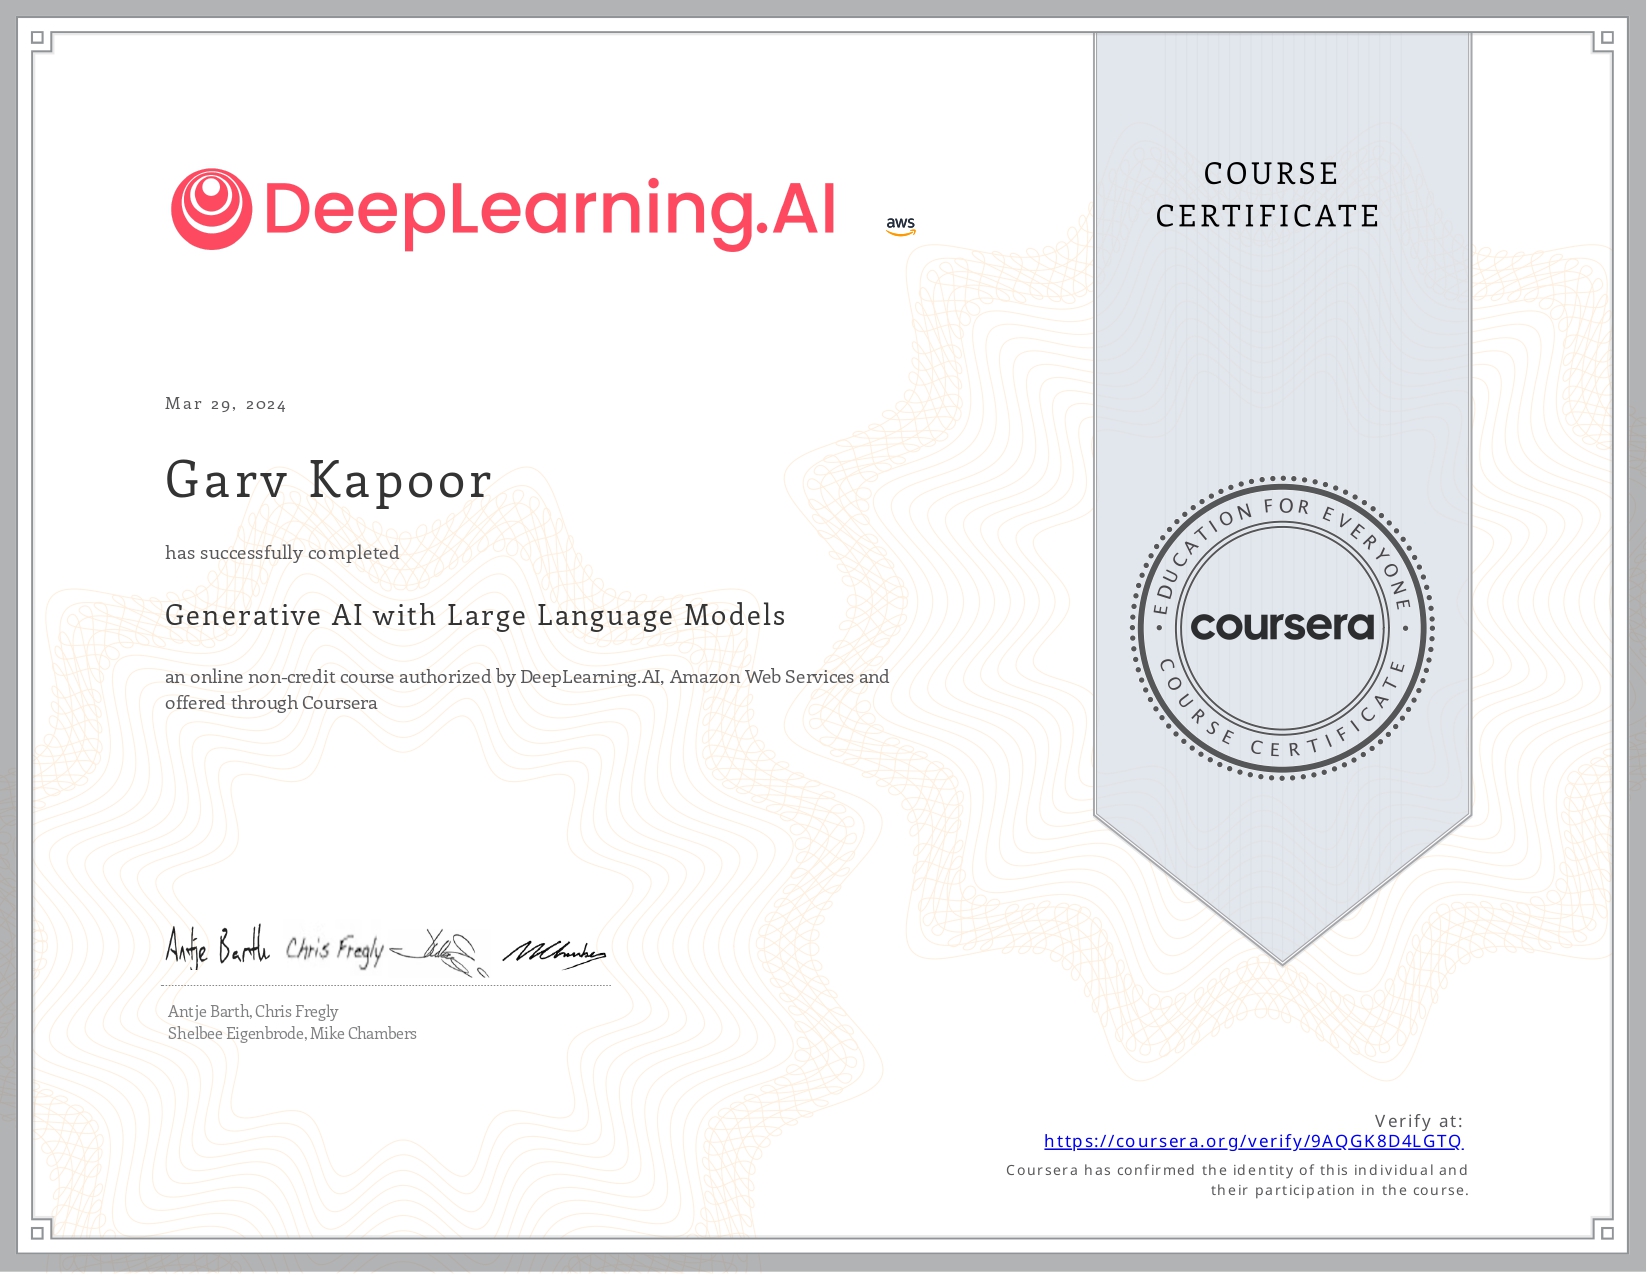 DeepLearning.AI
aws
COURSE
CERTIFICATE
Mar 29, 2024
Garv Kapoor
has successfully completed
Generative AI with Large Language Models
an online non-credit course authorized by DeepLearning.AI, Amazon Web Services and
offered through Coursera
EDUCATION FOR EVERYONE
coursera
COURSE CERTIFICATE
Antje Barth Chris Fregly
Antje Barth, Chris Fregly
Shelbee Eigenbrode, Mike Chambers
Verify at:
https://coursera.org/verify/9AQGK8D4LGTQ
Coursera has confirmed the identity of this individual and
their participation in the course.